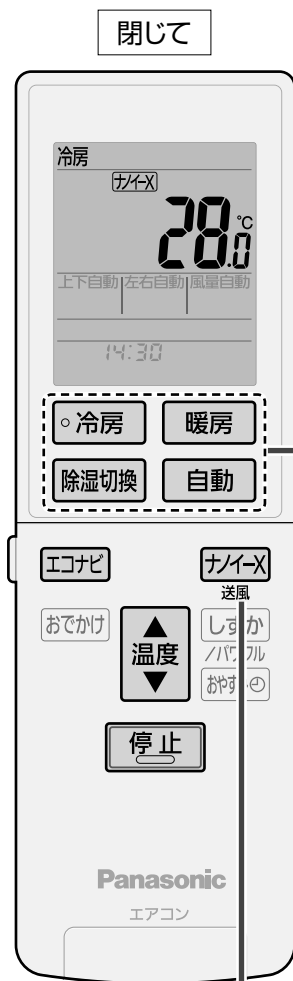 閉じて
冷房
ナノイーX
28.0℃
上下自動 左右自動 風量自動
14:30
冷房 暖房
除湿切換 自動
エコナビ ナノイーX
送風
おでかけ 温度 しずか
/パワフル
おやすみ
停止
Panasonic
エアコン